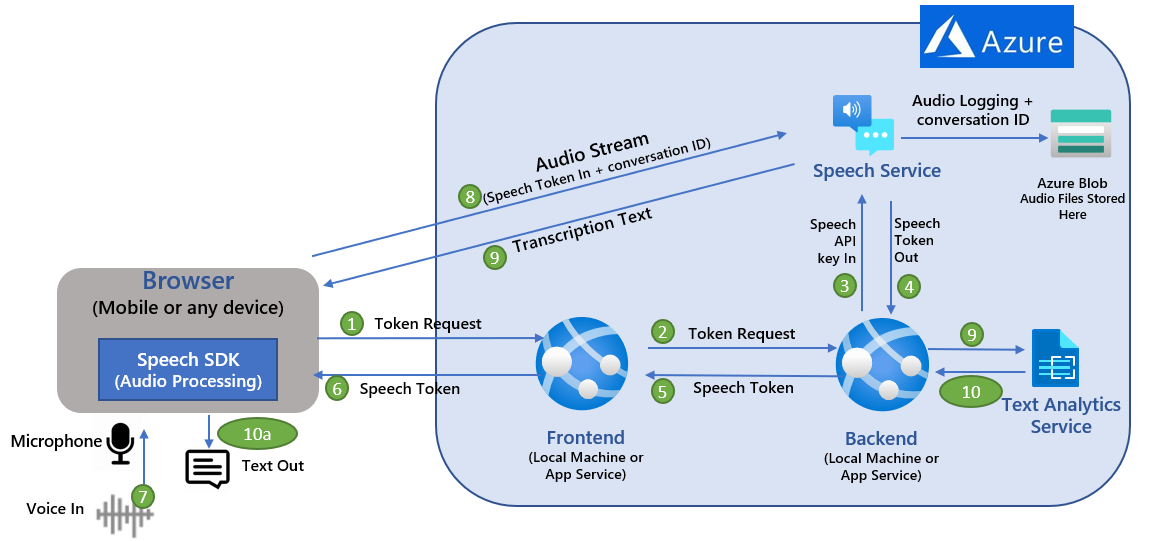 Azure
Audio Logging +
conversation ID
Speech Service
Azure Blob
Audio Files Stored
Here
Audio Stream
(Speech Token In + conversation ID)
8
Transcription Text
9
Speech
API
key In
3
Speech
Token
Out
4
Browser
(Mobile or any device)
Speech SDK
(Audio Processing)
1
Token Request
2
Token Request
9
6
Speech Token
5
Speech Token
10
Text Analytics
Service
Frontend
(Local Machine or
App Service)
Backend
(Local Machine or
App Service)
10a
Microphone
Text Out
7
Voice In